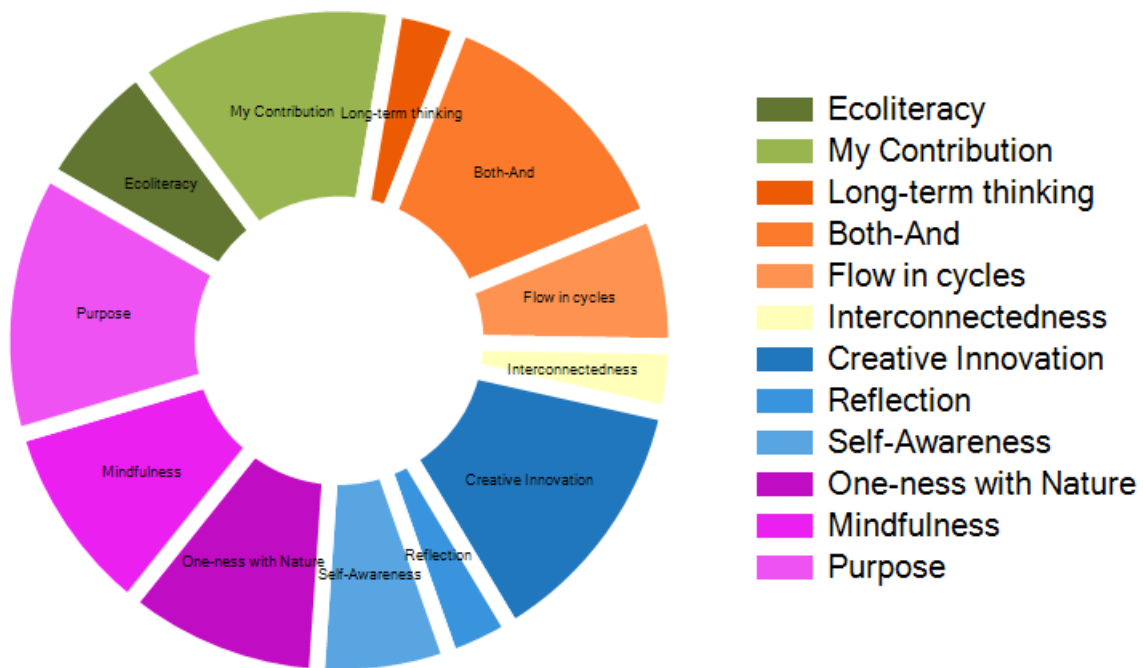 My Contribution
Long-term thinking
Both-And
Ecoliteracy
Flow in cycles
Purpose
Interconnectedness
Mindfulness
Creative Innovation
One-ness with Nature
Reflection
Self-Awareness
Ecoliteracy
My Contribution
Long-term thinking
Both-And
Flow in cycles
Interconnectedness
Creative Innovation
Reflection
Self-Awareness
One-ness with Nature
Mindfulness
Purpose